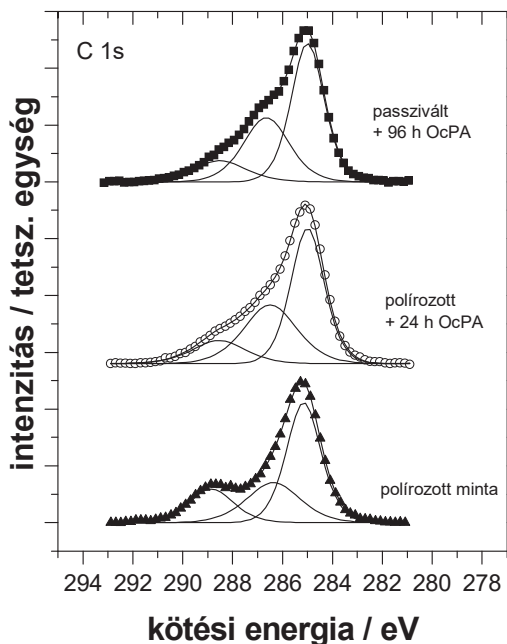 C 1s
passzivált
+ 96 h OcPA
polírozott
+ 24 h OcPA
polírozott minta
intenzitás / tetsz. egység
294 292 290 288 286 284 282 280 278
kötési energia / eV